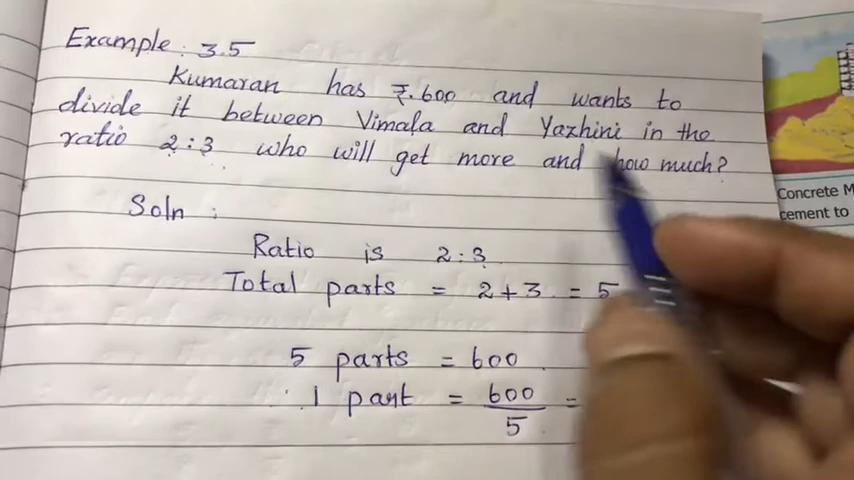 Example : 3.5
Kumaran has ₹.600 and wants to
divide it between Vimala and Yazhini in the
ratio 2:3 who will get more and how much?
Soln :
Ratio is 2:3
Total parts = 2+3 = 5
5 parts = 600
1 part = 600/5 =
Concrete M
cement to